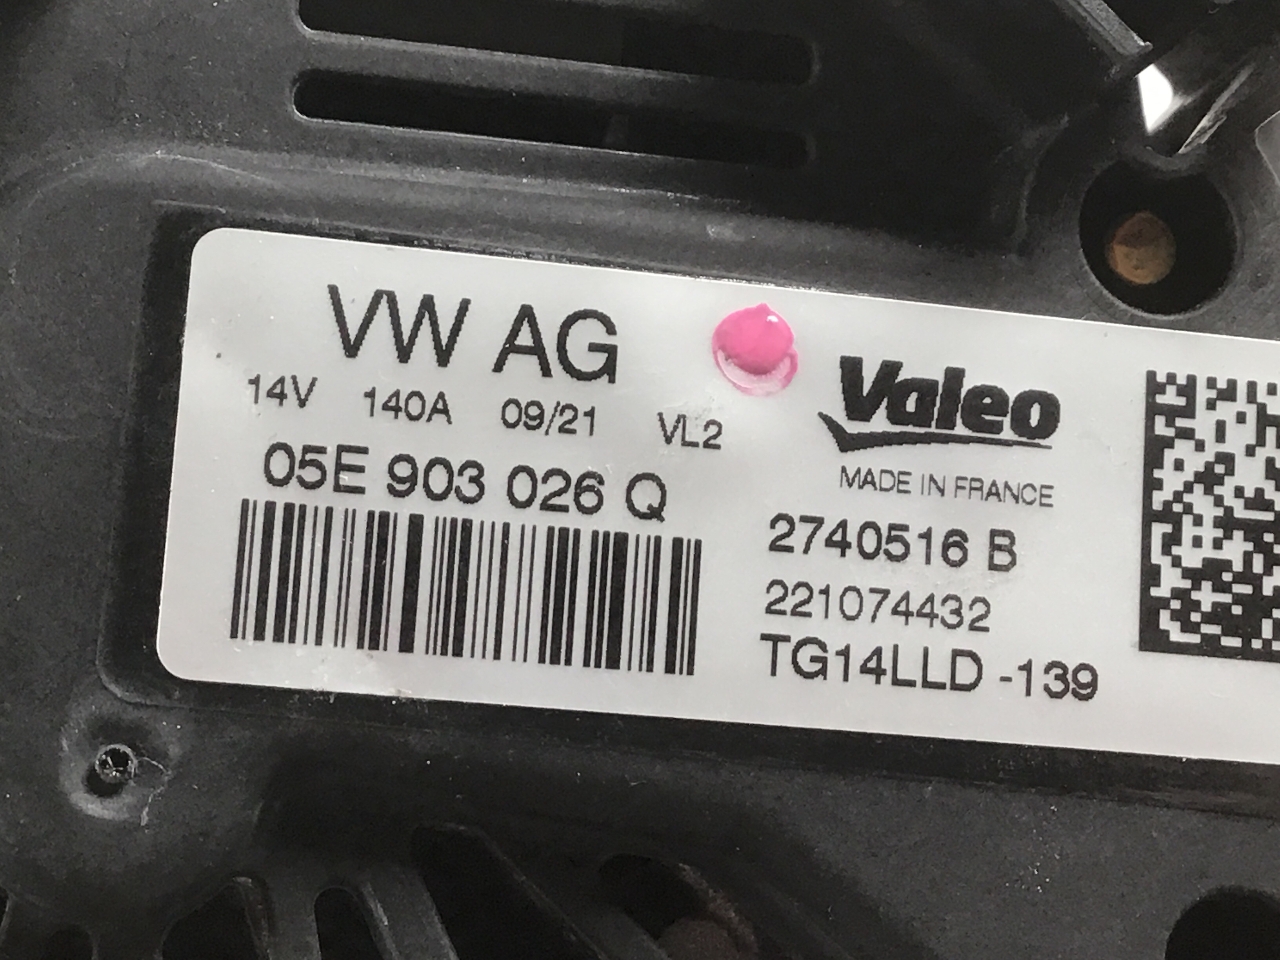 VW AG
14V 140A 09/21 VL2
05E 903 026 Q
Valeo
MADE IN FRANCE
2740516 B
221074432
TG14LLD -139